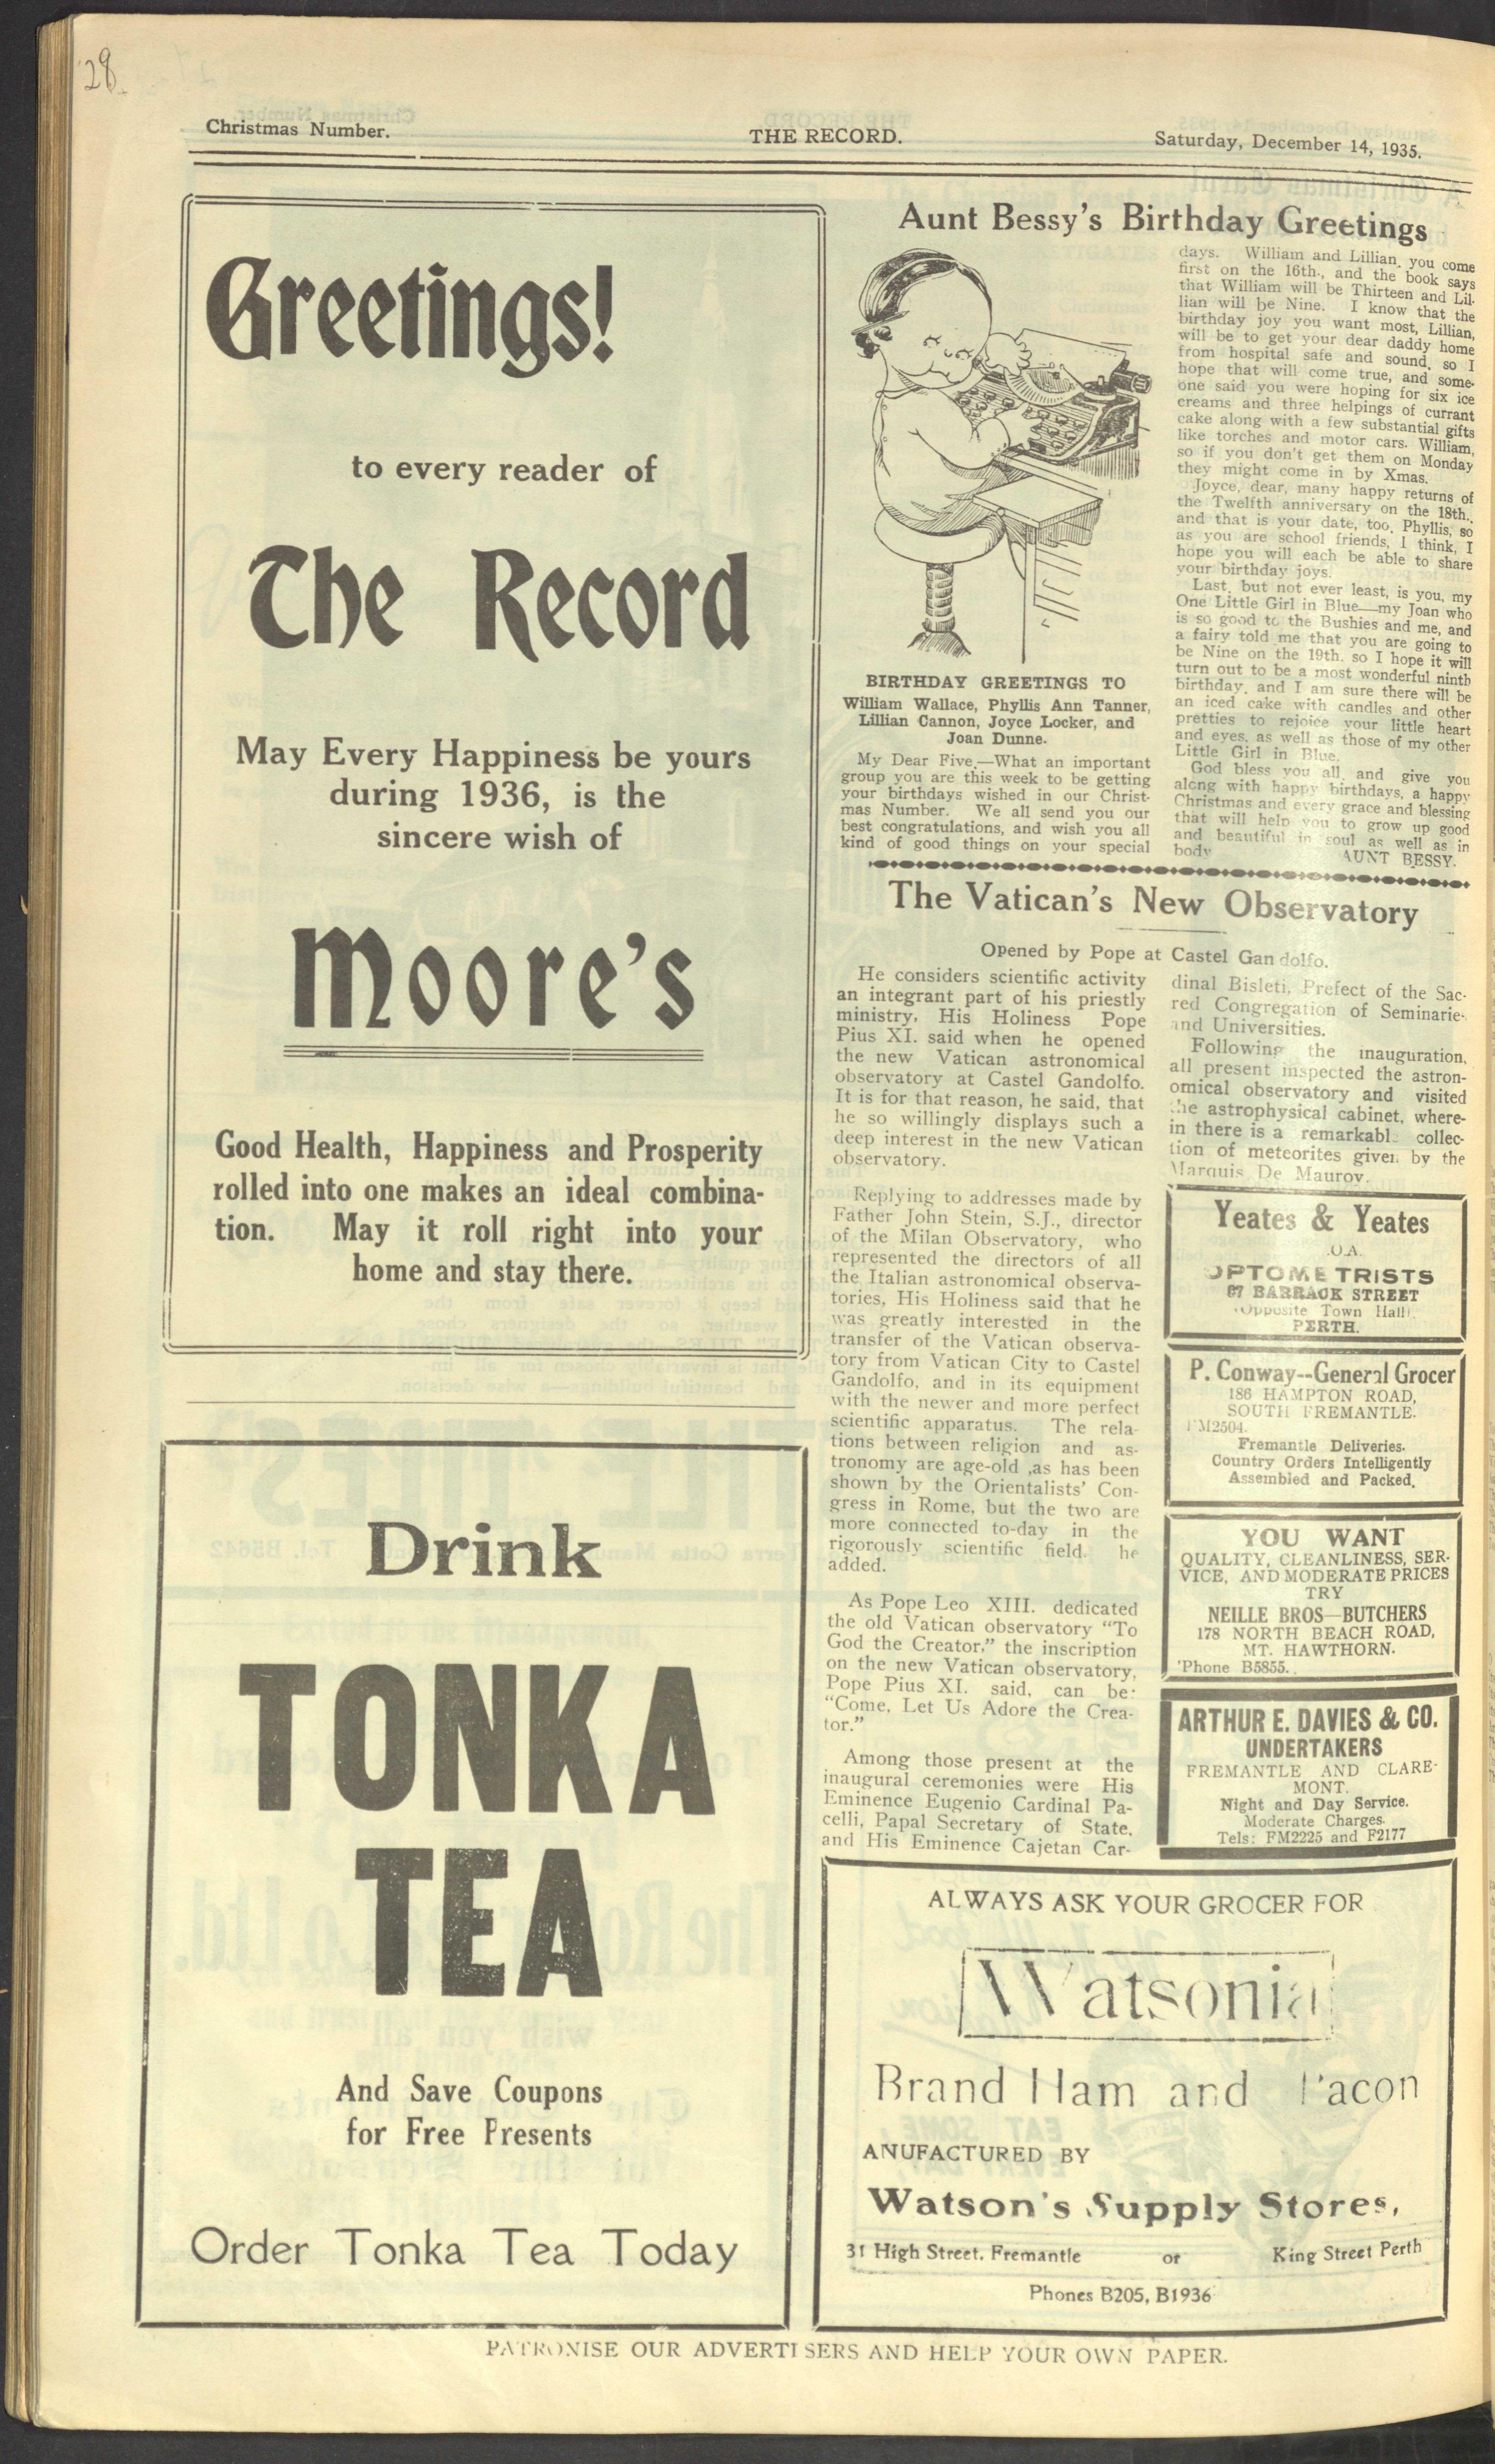 28
Christmas Number.
THE RECORD.
Saturday, December 14, 1935.
Greetings!
to every reader of
The Record
May Every Happiness be yours
during 1936, is the
sincere wish of
Moore's
Good Health, Happiness and Prosperity
rolled into one makes an ideal combina-
tion. May it roll right into your
home and stay there.
Drink
TONKA
TEA
And Save Coupons
for Free Presents
Order Tonka Tea Today
Aunt Bessy's Birthday Greetings
BIRTHDAY GREETINGS TO
William Wallace, Phyllis Ann Tanner,
Lillian Cannon, Joyce Locker, and
Joan Dunne.
My Dear Five,—What an important
group you are this week to be getting
your birthdays wished in our Christ-
mas Number. We all send you our
best congratulations, and wish you all
kind of good things on your special
days. William and Lillian, you come
first on the 16th., and the book says
that William will be Thirteen and Lil-
lian will be Nine. I know that the
birthday joy you want most, Lillian,
will be to get your dear daddy home
from hospital safe and sound, so I
hope that will come true, and some-
one said you were hoping for six ice
creams and three helpings of currant
cake along with a few substantial gifts
like torches and motor cars. William,
so if you don't get them on Monday
they might come in by Xmas.
Joyce, dear, many happy returns of
the Twelfth anniversary on the 18th.,
and that is your date, too, Phyllis, so
as you are school friends, I think, I
hope you will each be able to share
your birthday joys.
Last, but not ever least, is you, my
One Little Girl in Blue—my Joan who
is so good to the Bushies and me, and
a fairy told me that you are going to
be Nine on the 19th. so I hope it will
turn out to be a most wonderful ninth
birthday, and I am sure there will be
an iced cake with candles and other
pretties to rejoice your little heart
and eyes, as well as those of my other
Little Girl in Blue.
God bless you all, and give you
along with happy birthdays, a happy
Christmas and every grace and blessing
that will help you to grow up good
and beautiful in soul as well as in
body
AUNT BESSY.
The Vatican's New Observatory
Opened by Pope at Castel Gandolfo.
He considers scientific activity
an integrant part of his priestly
ministry, His Holiness Pope
Pius XI. said when he opened
the new Vatican astronomical
observatory at Castel Gandolfo.
It is for that reason, he said, that
he so willingly displays such a
deep interest in the new Vatican
observatory.
Replying to addresses made by
Father John Stein, S.J., director
of the Milan Observatory, who
represented the directors of all
the Italian astronomical observa-
tories, His Holiness said that he
was greatly interested in the
transfer of the Vatican observa-
tory from Vatican City to Castel
Gandolfo, and in its equipment
with the newer and more perfect
scientific apparatus. The rela-
tions between religion and as-
tronomy are age-old ,as has been
shown by the Orientalists' Con-
gress in Rome, but the two are
more connected to-day in the
rigorously scientific field. he
added.
As Pope Leo XIII. dedicated
the old Vatican observatory "To
God the Creator," the inscription
on the new Vatican observatory,
Pope Pius XI. said, can be:
"Come, Let Us Adore the Crea-
tor."
Among those present at the
inaugural ceremonies were His
Eminence Eugenio Cardinal Pa-
celli, Papal Secretary of State,
and His Eminence Cajetan Car-
dinal Bisleti, Prefect of the Sac-
red Congregation of Seminarie-
and Universities.
Following the inauguration,
all present inspected the astron-
omical observatory and visited
the astrophysical cabinet, where-
in there is a remarkabl collec-
tion of meteorites given by the
Marquis De Mauroy.
Yeates & Yeates
.O.A.
OPTOMETRISTS
67 BARRACK STREET
(Opposite Town Hall),
PERTH.
P. Conway--General Grocer
186 HAMPTON ROAD,
SOUTH FREMANTLE.
FM2504.
Fremantle Deliveries.
Country Orders Intelligently
Assembled and Packed.
YOU WANT
QUALITY, CLEANLINESS, SER-
VICE, AND MODERATE PRICES
TRY
NEILLE BROS—BUTCHERS
178 NORTH BEACH ROAD,
MT. HAWTHORN.
'Phone B5855.
ARTHUR E. DAVIES & CO.
UNDERTAKERS
FREMANTLE AND CLARE-
MONT.
Night and Day Service.
Moderate Charges.
Tels: FM2225 and F2177
ALWAYS ASK YOUR GROCER FOR
Watsonia
Brand Ham and Bacon
ANUFACTURED BY
Watson's Supply Stores,
31 High Street, Fremantle or King Street Perth
Phones B205, B1936
PATRONISE OUR ADVERTISERS AND HELP YOUR OWN PAPER.